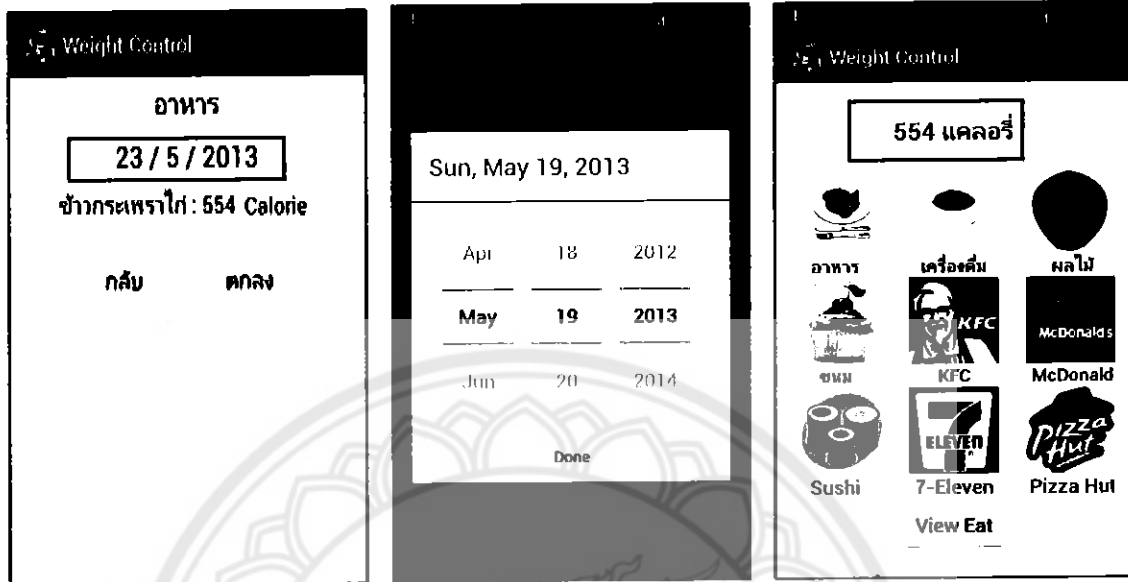 Weight Control
อาหาร
23 / 5 / 2013
ข้าวกระเพราไก่ : 554 Calorie
กลับ ตกลง
Sun, May 19, 2013
Apr 18 2012
May 19 2013
Jun 20 2014
Done
Weight Control
554 แคลอรี่
อาหาร เครื่องดื่ม ผลไม้
KFC McDonald's
ขนม KFC McDonald
7 ELEVEN Pizza Hut
Sushi 7-Eleven Pizza Hut
View Eat